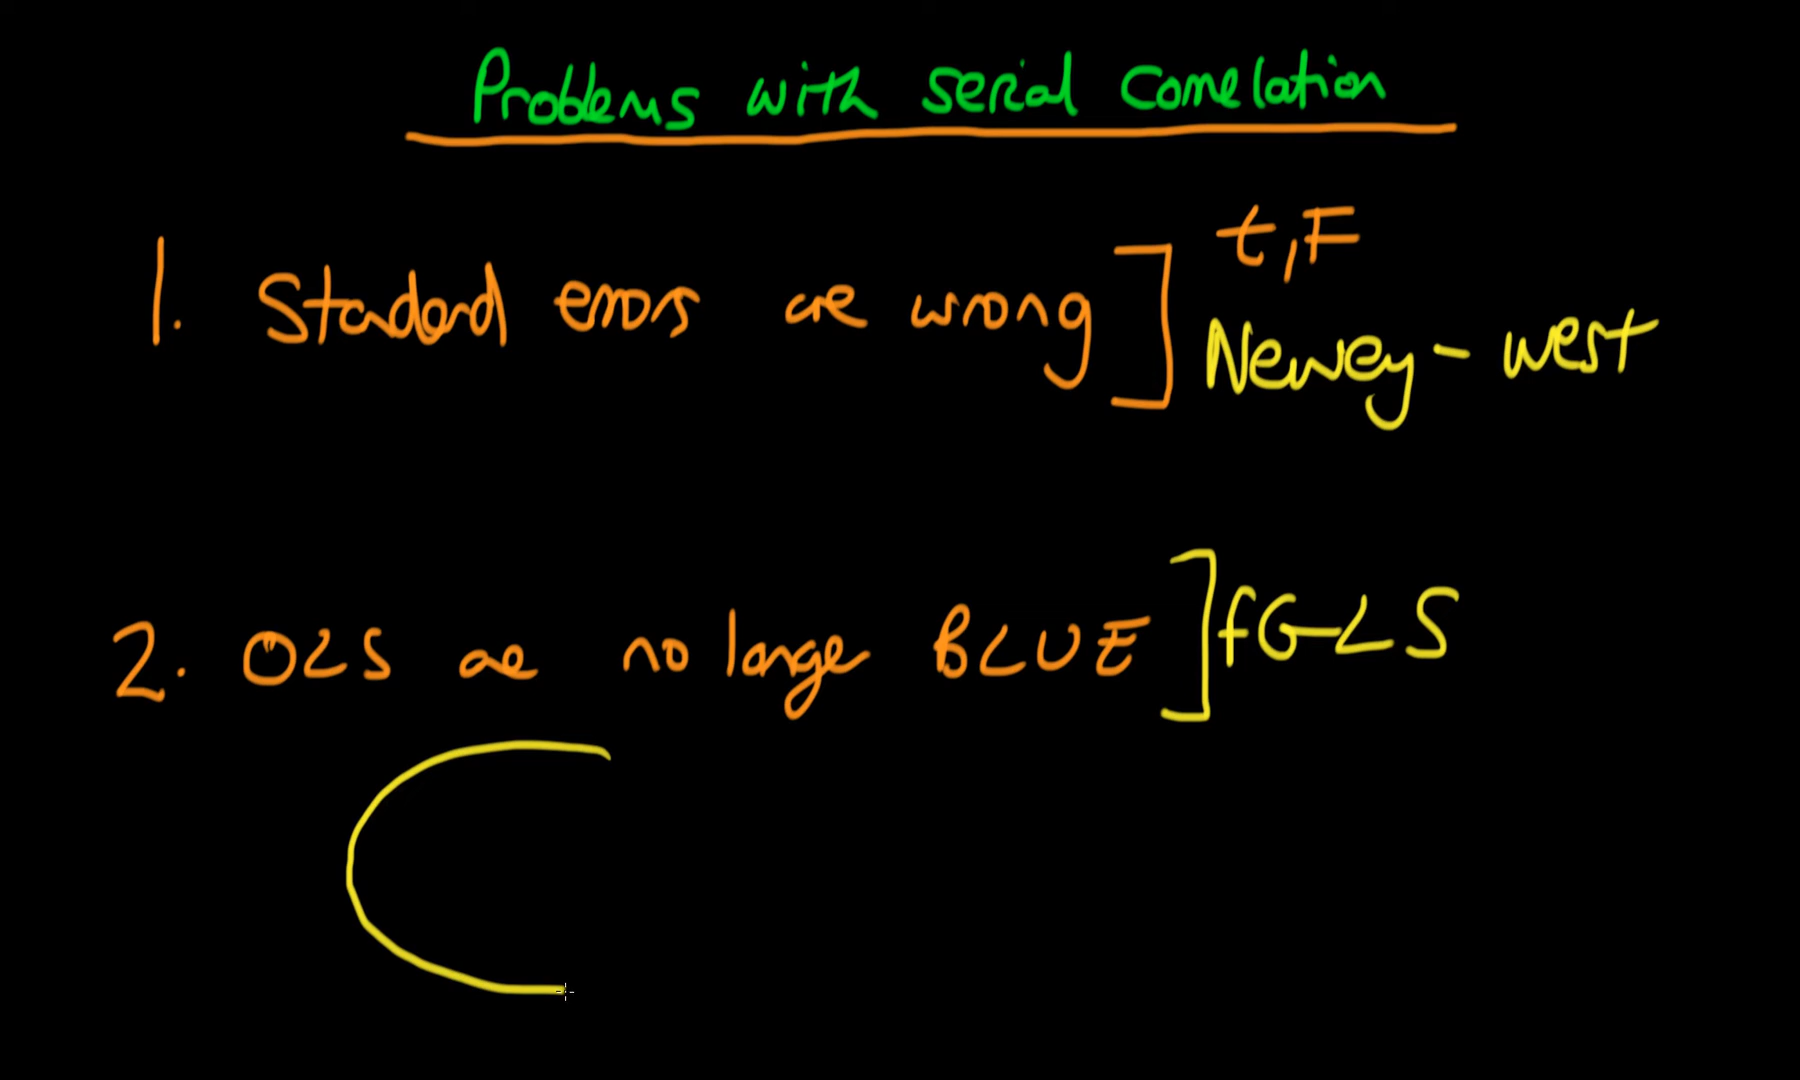 Problems with serial correlation
1. Standard errors are wrong ] t, F
Newey-west
2. OLS are no longer BLUE ] fGLS